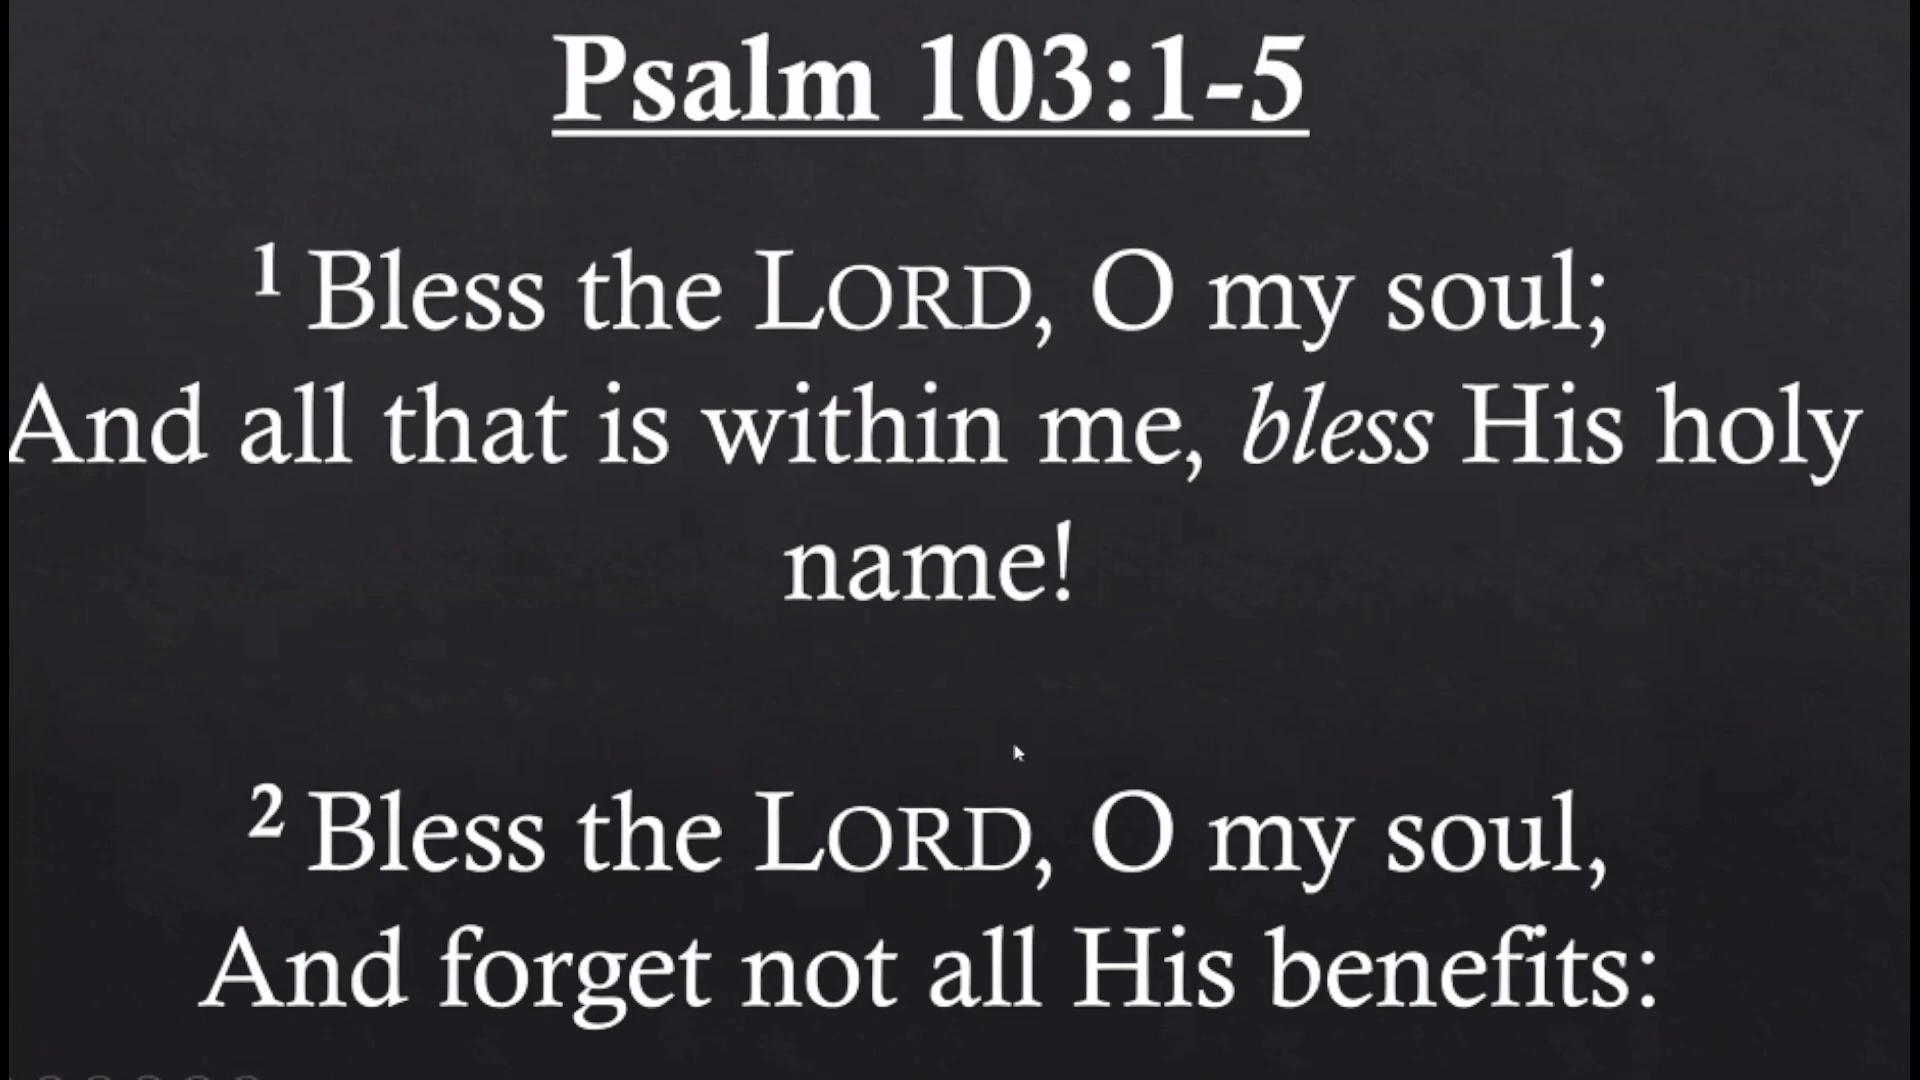 Psalm 103:1-5
1 Bless the LORD, O my soul;
And all that is within me, bless His holy
name!
2 Bless the LORD, O my soul,
And forget not all His benefits: